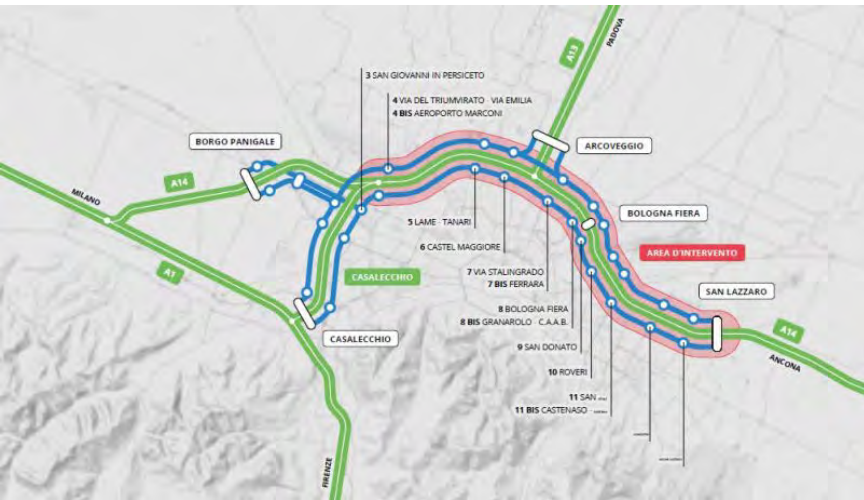 PADOVA
A13
3 SAN GIOVANNI IN PERSICETO
4 VIA DEL TRIUMVIRATO - VIA EMILIA
4 BIS AEROPORTO MARCONI
BORGO PANIGALE
ARCOVEGGIO
A14
MILANO
BOLOGNA FIERA
5 LAME - TANARI
6 CASTEL MAGGIORE
AREA D'INTERVENTO
A1
CASALECCHIO
7 VIA STALINGRADO
7 BIS FERRARA
SAN LAZZARO
8 BOLOGNA FIERA
8 BIS GRANAROLO - C.A.A.B.
A14
CASALECCHIO
9 SAN DONATO
ANCONA
10 ROVERI
11 SAN
11 BIS CASTENASO
FIRENZE